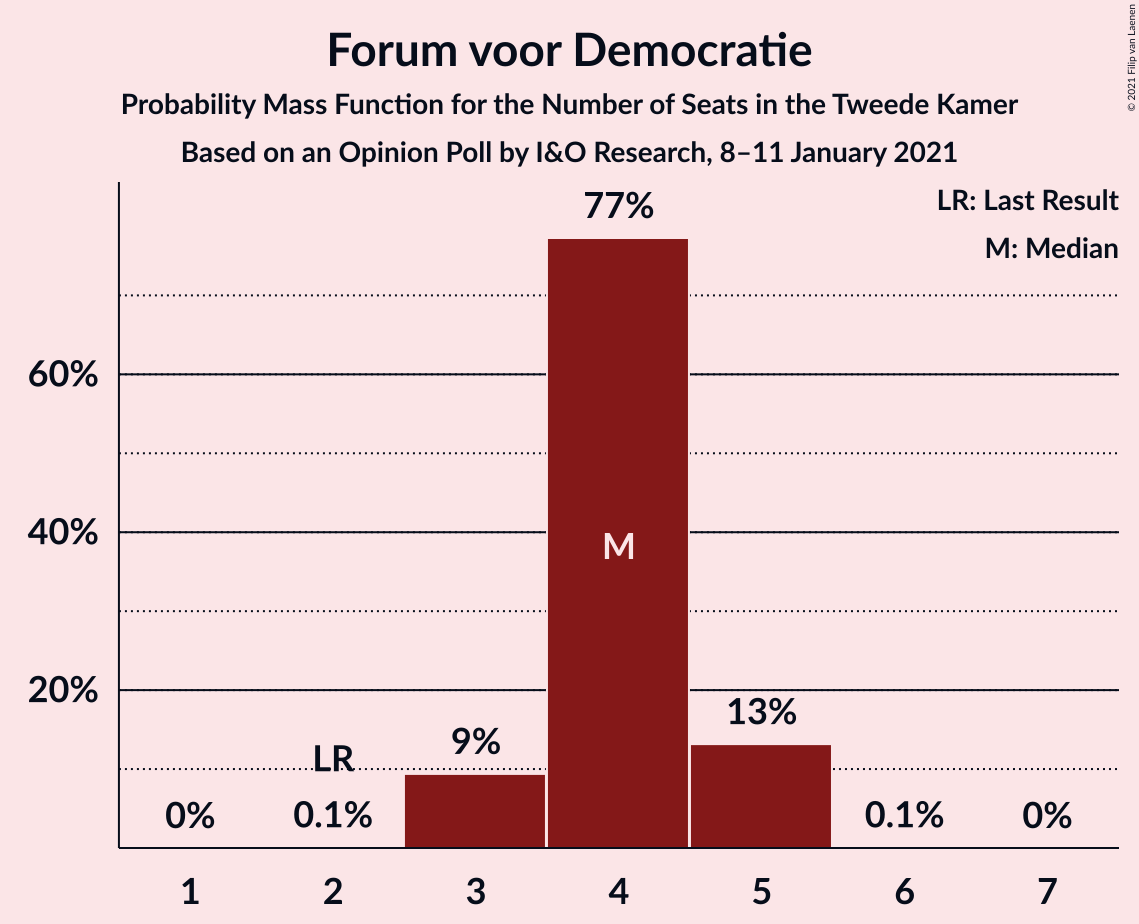 Forum voor Democratie
Probability Mass Function for the Number of Seats in the Tweede Kamer
Based on an Opinion Poll by I&O Research, 8–11 January 2021
© 2021 Filip van Laenen
LR: Last Result
M: Median
77%
60%
40%
M
20%
13%
9%
LR
0% 0.1% 0.1% 0%
1 2 3 4 5 6 7